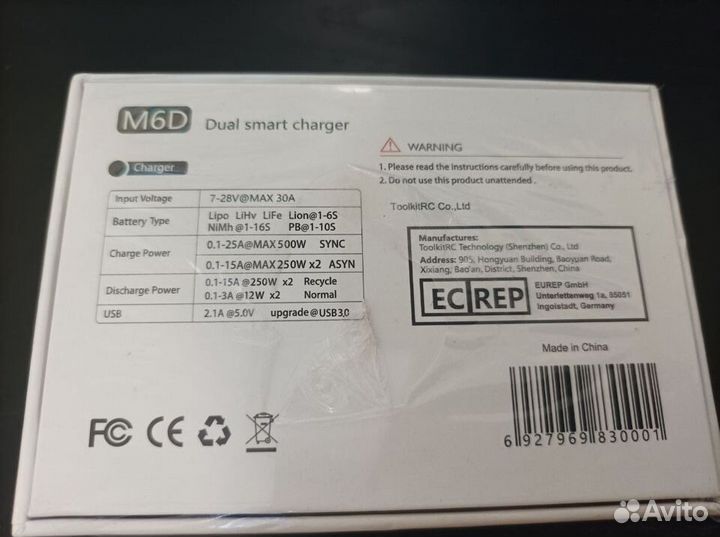 M6D Dual smart charger
Charger
Input Voltage 7-28V@MAX 30A
Battery Type Lipo LiHv LiFe Lion@1-6S
NiMh@1-16S PB@1-10S
Charge Power 0.1-25A@MAX 500W SYNC
0.1-15A@MAX 250W x2 ASYN
Discharge Power 0.1-15A @250W x2 Recycle
0.1-3A @12W x2 Normal
USB 2.1A @5.0V upgrade@USB3.0
WARNING
1. Please read the instructions carefully before using this product.
2. Do not use this product unattended .
ToolkitRC Co.,Ltd
Manufactures:
ToolkitRC Technology (Shenzhen) Co., Ltd
Address: 905, Hongyuan Building, Baoyuan Road,
Xixiang, Bao'an, District, Shenzhen, China
EC REP
EUREP GmbH
Unterlettenweg 1a, 85051
Ingolstadt, Germany
Made in China
6 927969 830001
FC CE
Avito